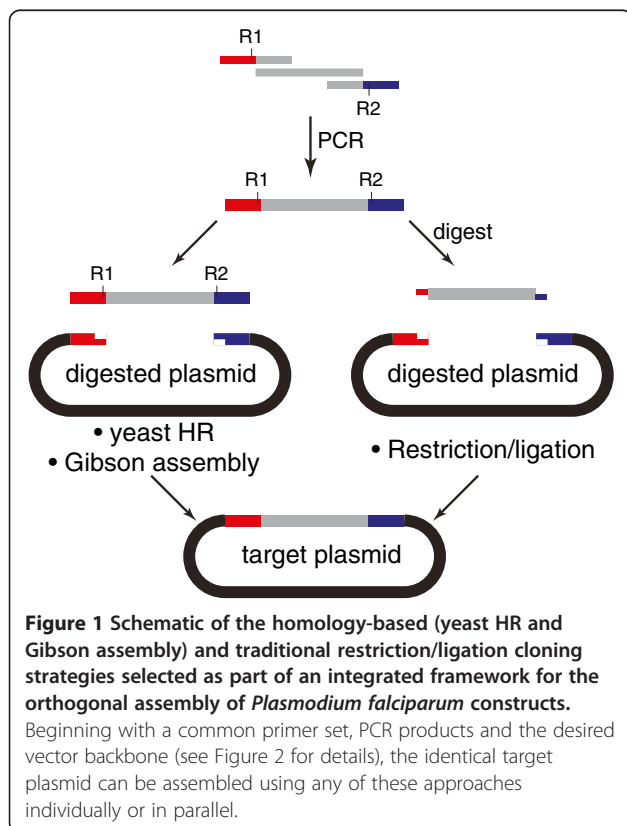 R1
R2
PCR
R1
R2
digest
R1
R2
digested plasmid
digested plasmid
• yeast HR
• Gibson assembly
• Restriction/ligation
target plasmid
Figure 1 Schematic of the homology-based (yeast HR and
Gibson assembly) and traditional restriction/ligation cloning
strategies selected as part of an integrated framework for the
orthogonal assembly of Plasmodium falciparum constructs.
Beginning with a common primer set, PCR products and the desired
vector backbone (see Figure 2 for details), the identical target
plasmid can be assembled using any of these approaches
individually or in parallel.